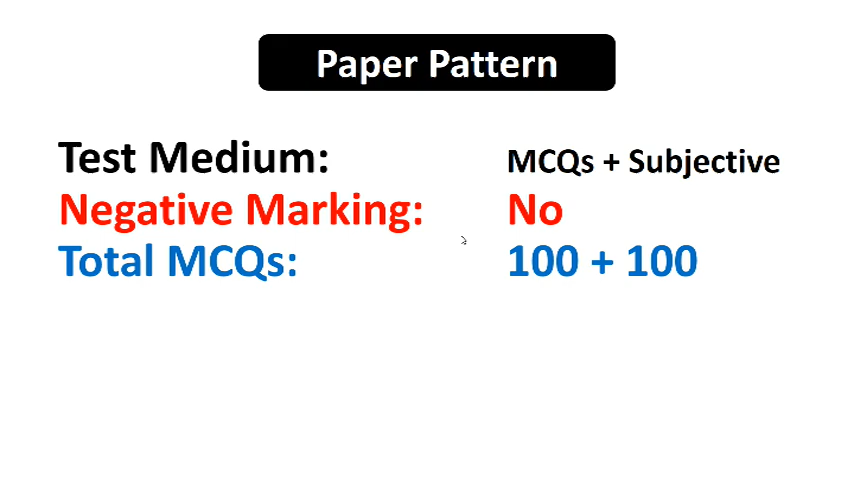 Paper Pattern
Test Medium: MCQs + Subjective
Negative Marking: No
Total MCQs: 100 + 100